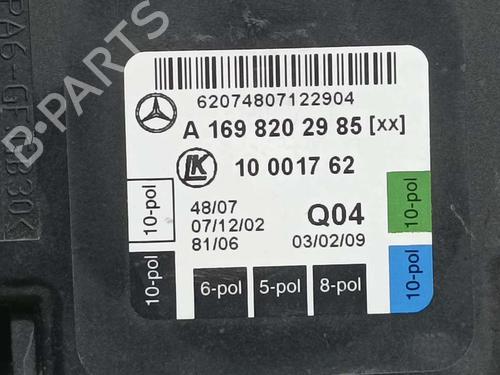 62074807122904
A 169 820 29 85 [xx]
LK
10 0017 62
48/07
Q04
07/12/02
81/06
03/02/09
10-pol
10-pol
6-pol
5-pol
8-pol
10-pol
10-pol
B-PARTS